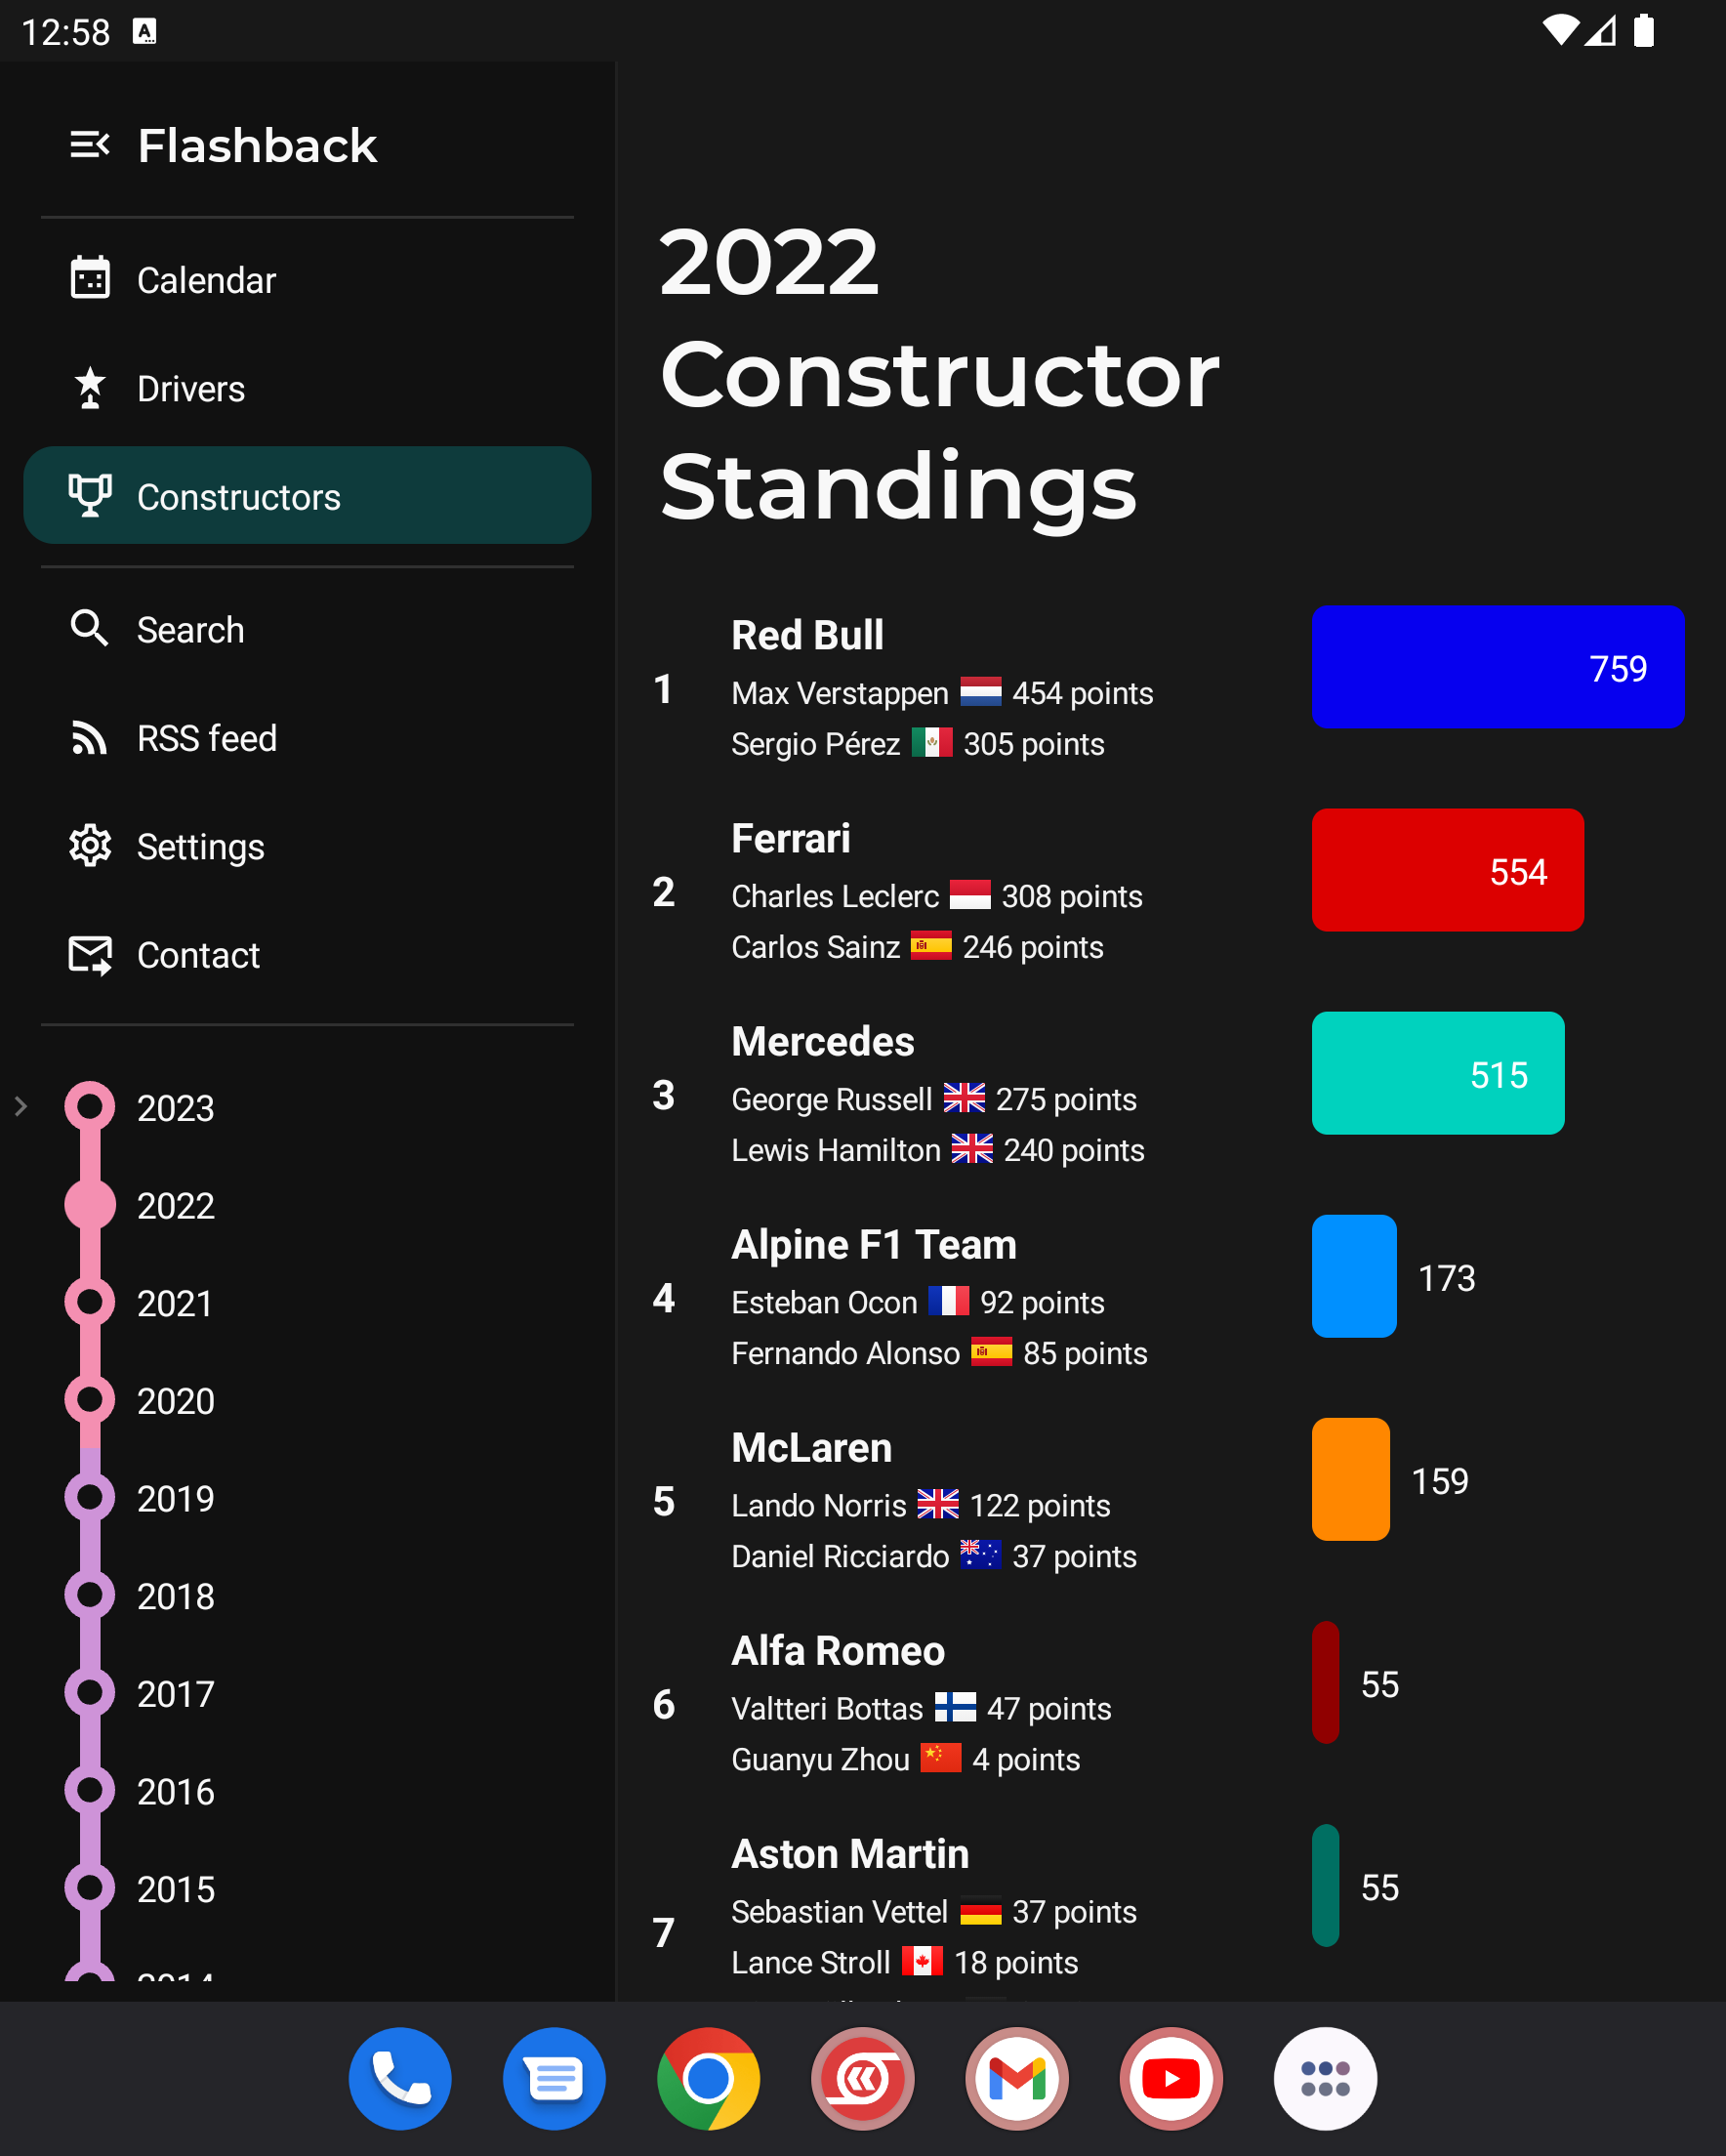 12:58
Flashback
Calendar
Drivers
Constructors
Search
RSS feed
Settings
Contact
2023
2022
2021
2020
2019
2018
2017
2016
2015
2014
2022
Constructor
Standings
1
Red Bull
Max Verstappen 454 points
Sergio Pérez 305 points
759
2
Ferrari
Charles Leclerc 308 points
Carlos Sainz 246 points
554
3
Mercedes
George Russell 275 points
Lewis Hamilton 240 points
515
4
Alpine F1 Team
Esteban Ocon 92 points
Fernando Alonso 85 points
173
5
McLaren
Lando Norris 122 points
Daniel Ricciardo 37 points
159
6
Alfa Romeo
Valtteri Bottas 47 points
Guanyu Zhou 4 points
55
7
Aston Martin
Sebastian Vettel 37 points
Lance Stroll 18 points
55